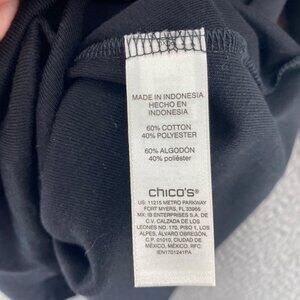 MADE IN INDONESIA
HECHO EN
INDONESIA
60% COTTON
40% POLYESTER
60% ALGODÓN
40% poliéster
chico's®
US: 11215 METRO PARKWAY
FORT MYERS, FL 33966
MX: IB ENTERPRISES S.A. DE
C.V. CALZADA DE LOS
LEONES NO. 170, PISO 1, LOS
ALPES, ÁLVARO OBREGÓN,
C.P. 01010, CIUDAD DE
MÉXICO, MÉXICO, RFC:
IEN1701241PA